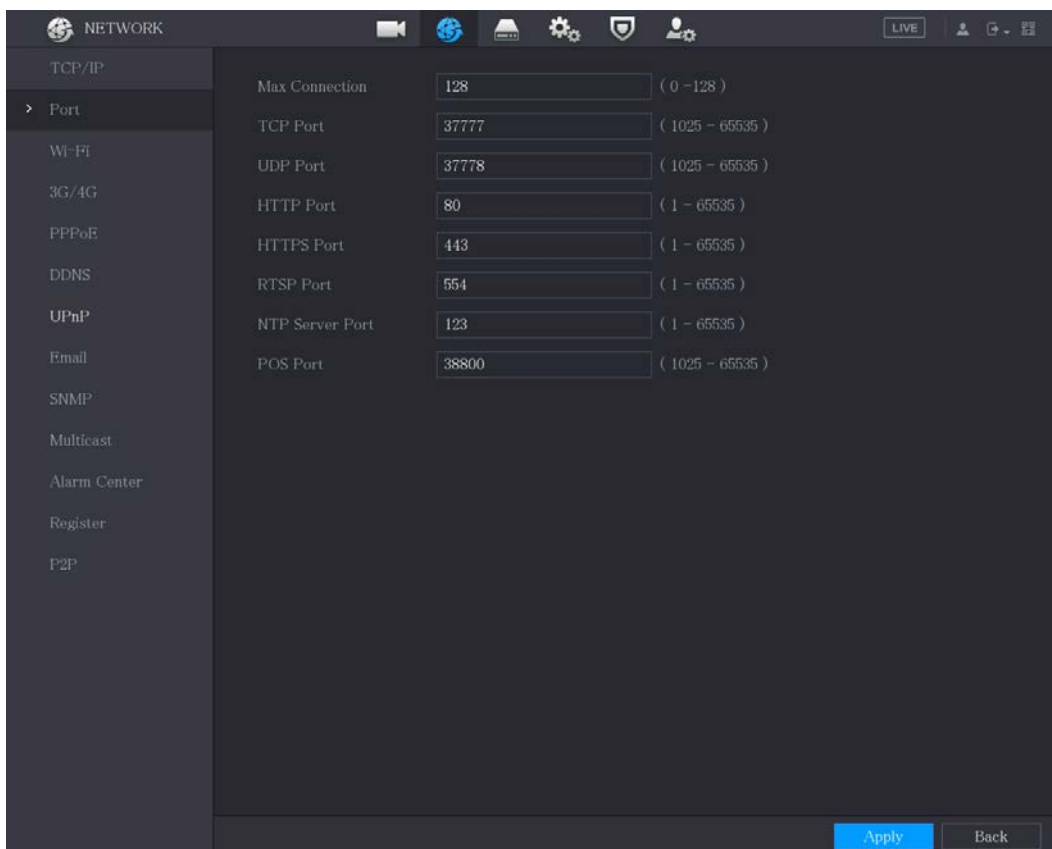 NETWORK
LIVE
TCP/IP
Port
Wi-Fi
3G/4G
PPPoE
DDNS
UPnP
Email
SNMP
Multicast
Alarm Center
Register
P2P
Max Connection 128 ( 0 -128 )
TCP Port 37777 ( 1025 - 65535 )
UDP Port 37778 ( 1025 - 65535 )
HTTP Port 80 ( 1 - 65535 )
HTTPS Port 443 ( 1 - 65535 )
RTSP Port 554 ( 1 - 65535 )
NTP Server Port 123 ( 1 - 65535 )
POS Port 38800 ( 1025 - 65535 )
Apply Back